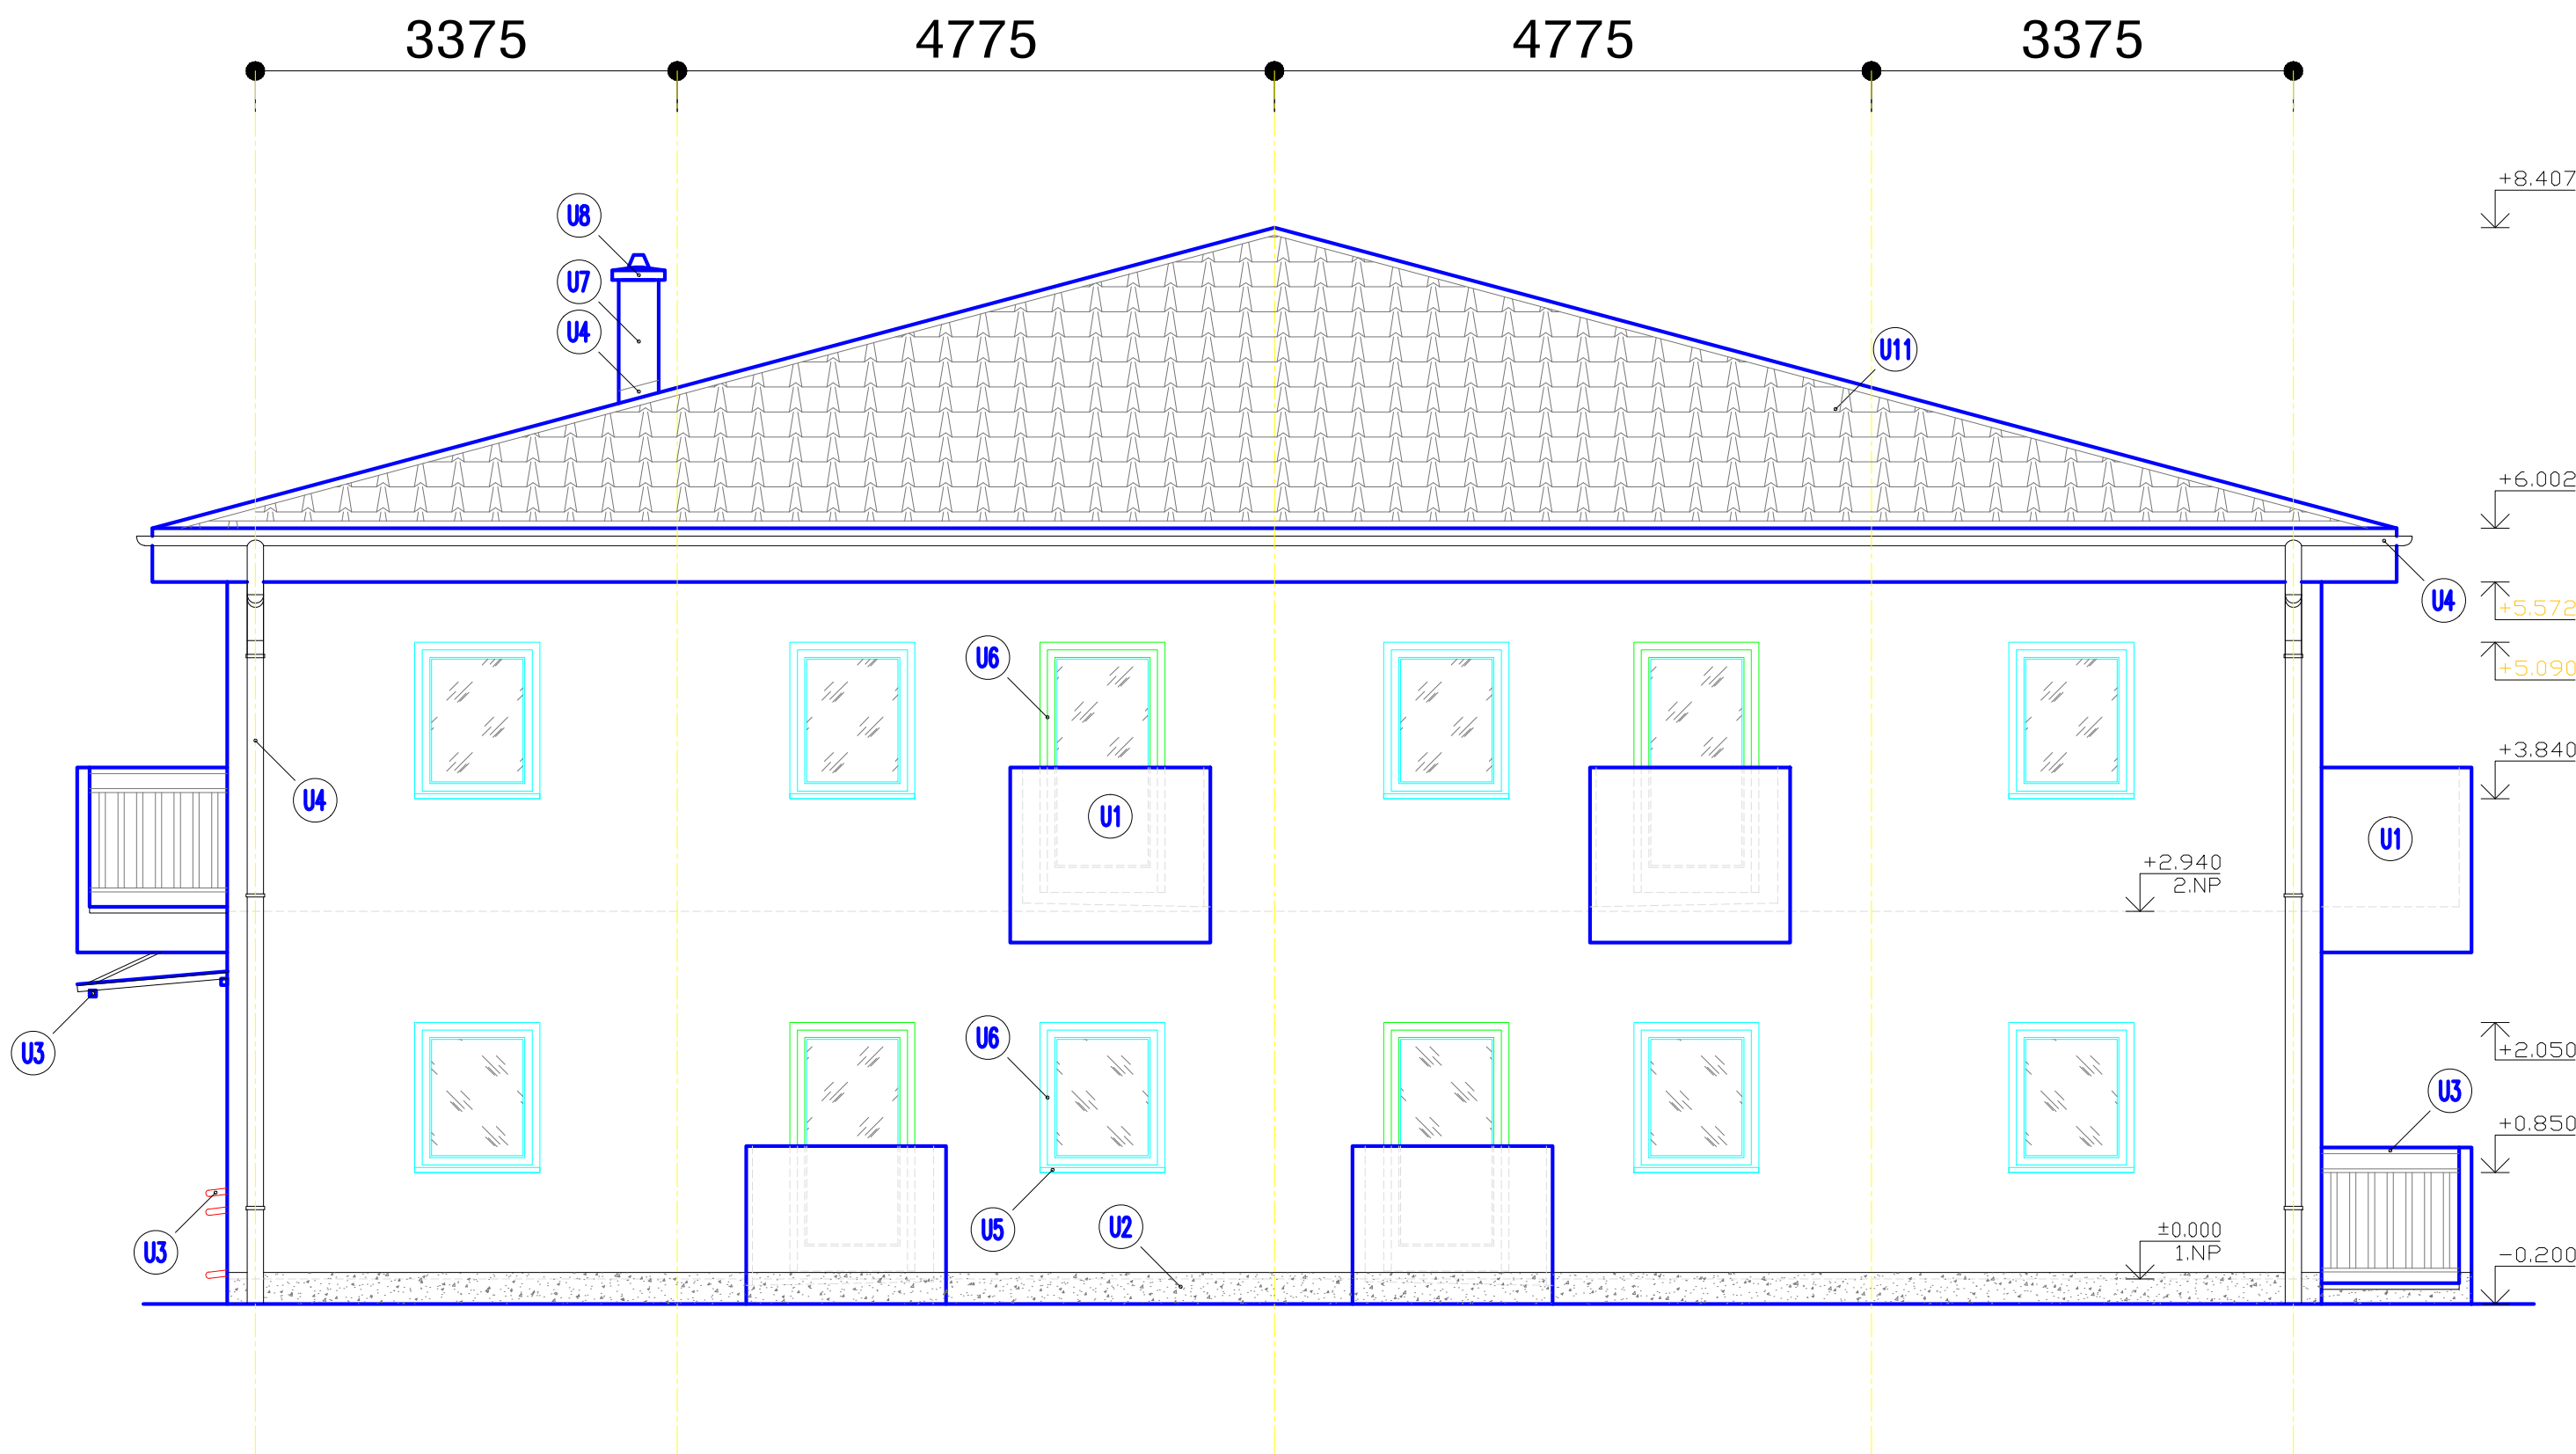 3375
4775
4775
3375
+8.407
U8
U7
U4
U11
+6.002
U4
+5.572
U6
+5.090
+3.840
U4
U1
U1
+2.940
2.NP
U3
U6
+2.050
U3
+0.850
U5
U2
U3
±0.000
1.NP
-0.200